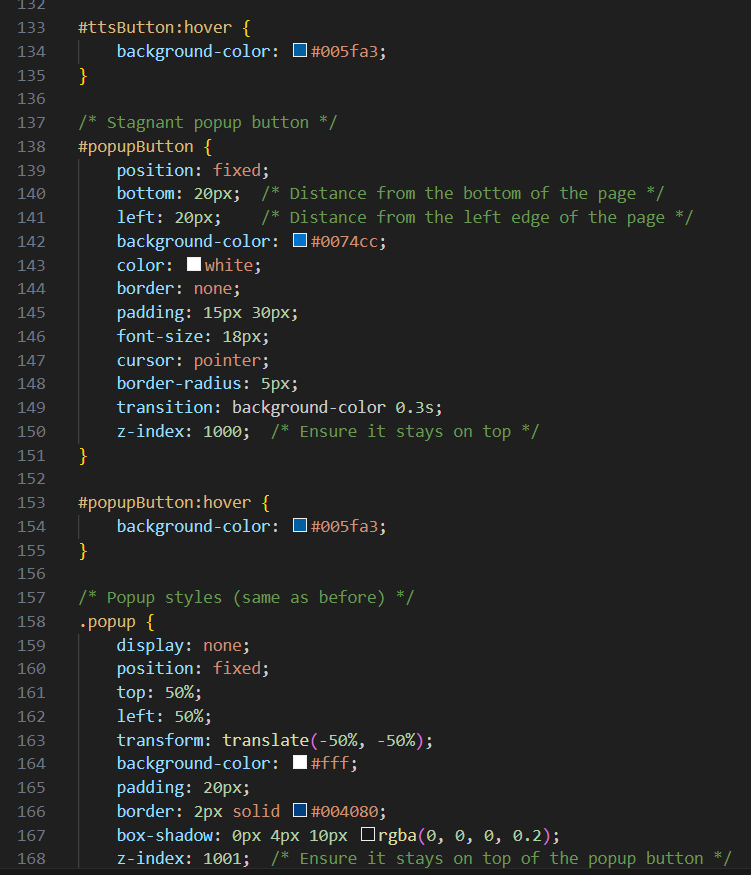 132
133 #ttsButton:hover {
134     background-color: #005fa3;
135 }
136
137 /* Stagnant popup button */
138 #popupButton {
139     position: fixed;
140     bottom: 20px;  /* Distance from the bottom of the page */
141     left: 20px;    /* Distance from the left edge of the page */
142     background-color: #0074cc;
143     color: white;
144     border: none;
145     padding: 15px 30px;
146     font-size: 18px;
147     cursor: pointer;
148     border-radius: 5px;
149     transition: background-color 0.3s;
150     z-index: 1000;  /* Ensure it stays on top */
151 }
152
153 #popupButton:hover {
154     background-color: #005fa3;
155 }
156
157 /* Popup styles (same as before) */
158 .popup {
159     display: none;
160     position: fixed;
161     top: 50%;
162     left: 50%;
163     transform: translate(-50%, -50%);
164     background-color: #fff;
165     padding: 20px;
166     border: 2px solid #004080;
167     box-shadow: 0px 4px 10px rgba(0, 0, 0, 0.2);
168     z-index: 1001;  /* Ensure it stays on top of the popup button */